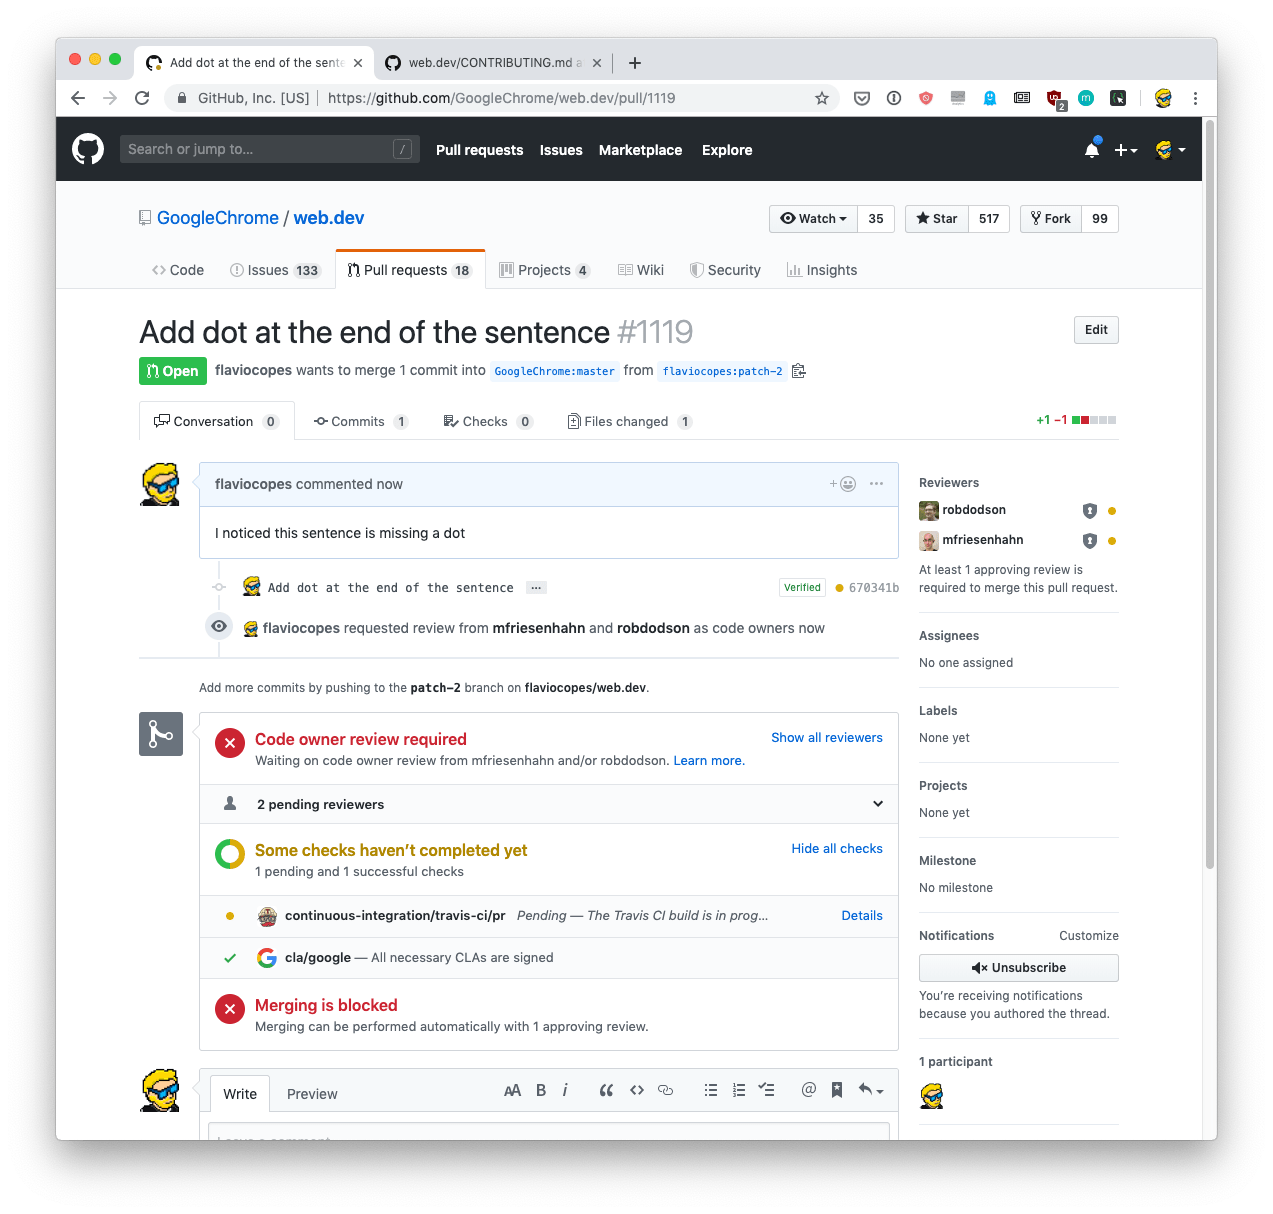 Add dot at the end of the sente
web.dev/CONTRIBUTING.md a
GitHub, Inc. [US] | https://github.com/GoogleChrome/web.dev/pull/1119
2
m
Search or jump to… /
Pull requests Issues Marketplace Explore
GoogleChrome / web.dev
Watch 35 Star 517 Fork 99
Code Issues 133 Pull requests 18 Projects 4 Wiki Security Insights
Add dot at the end of the sentence #1119
Edit
Open flaviocopes wants to merge 1 commit into GoogleChrome:master from flaviocopes:patch-2
Conversation 0 Commits 1 Checks 0 Files changed 1
+1 −1
flaviocopes commented now
I noticed this sentence is missing a dot
Add dot at the end of the sentence …
Verified 670341b
flaviocopes requested review from mfriesenhahn and robdodson as code owners now
Add more commits by pushing to the patch-2 branch on flaviocopes/web.dev.
Code owner review required
Show all reviewers
Waiting on code owner review from mfriesenhahn and/or robdodson. Learn more.
2 pending reviewers
Some checks haven’t completed yet
Hide all checks
1 pending and 1 successful checks
continuous-integration/travis-ci/pr Pending — The Travis CI build is in prog…
Details
cla/google — All necessary CLAs are signed
Merging is blocked
Merging can be performed automatically with 1 approving review.
Write Preview
AA B i @
Leave a comment
Reviewers
robdodson
mfriesenhahn
At least 1 approving review is
required to merge this pull request.
Assignees
No one assigned
Labels
None yet
Projects
None yet
Milestone
No milestone
Notifications Customize
Unsubscribe
You’re receiving notifications
because you authored the thread.
1 participant